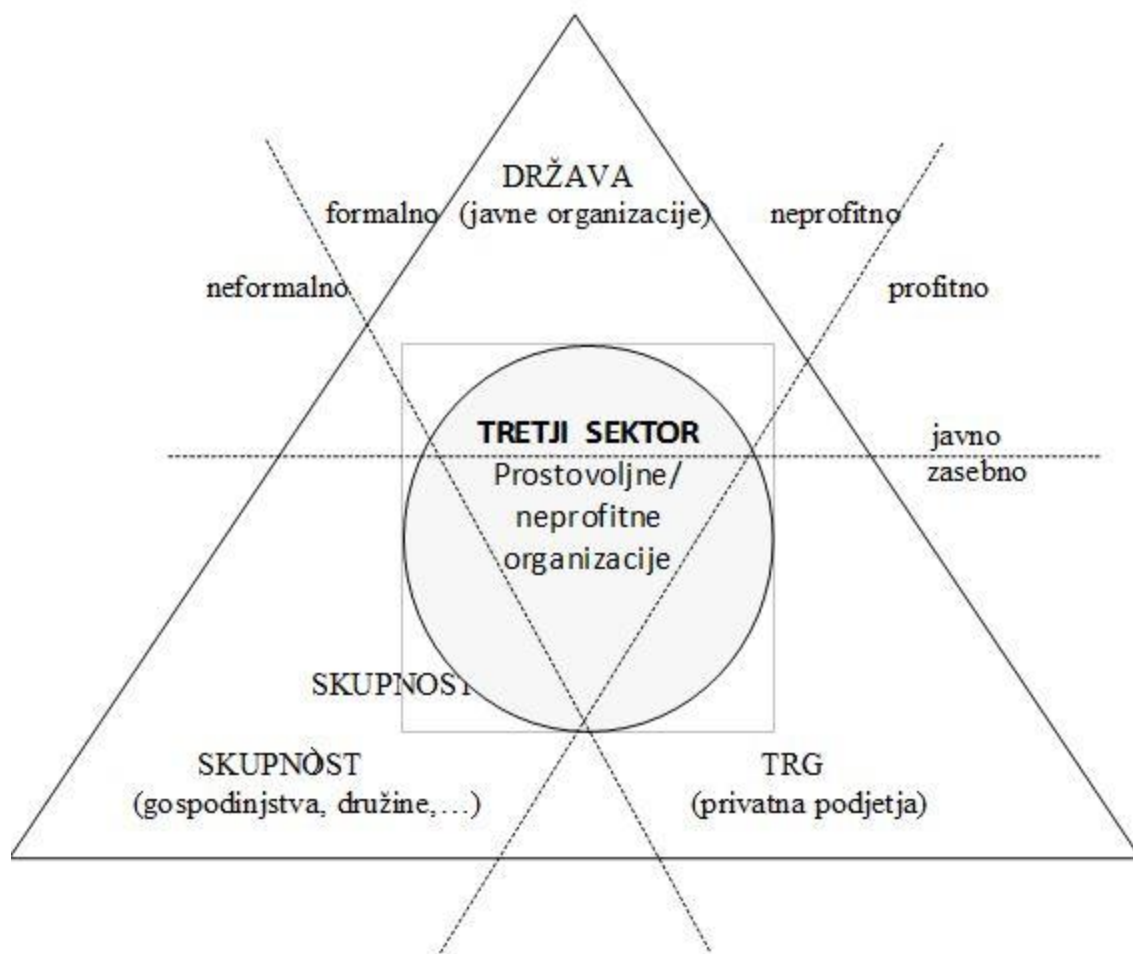 DRŽAVA
formalno (javne organizacije) neprofitno
neformalno profitno
TRETJI SEKTOR
javno
Prostovoljne/
zasebno
neprofitne
organizacije
SKUPNOST
SKUPNOST TRG
(gospodinjstva, družine,...) (privatna podjetja)